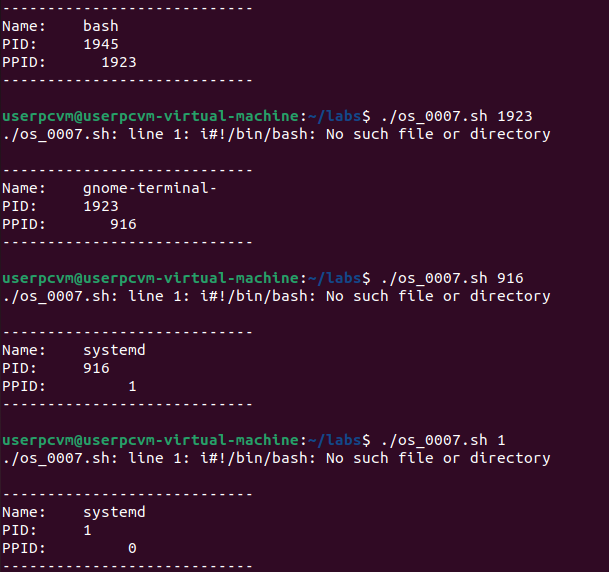 ----------------------------
Name:    bash
PID:     1945
PPID:      1923
----------------------------
userpcvm@userpcvm-virtual-machine:~/labs$ ./os_0007.sh 1923
./os_0007.sh: line 1: i#!/bin/bash: No such file or directory
----------------------------
Name:    gnome-terminal-
PID:     1923
PPID:       916
----------------------------
userpcvm@userpcvm-virtual-machine:~/labs$ ./os_0007.sh 916
./os_0007.sh: line 1: i#!/bin/bash: No such file or directory
----------------------------
Name:    systemd
PID:     916
PPID:         1
----------------------------
userpcvm@userpcvm-virtual-machine:~/labs$ ./os_0007.sh 1
./os_0007.sh: line 1: i#!/bin/bash: No such file or directory
----------------------------
Name:    systemd
PID:     1
PPID:         0
----------------------------